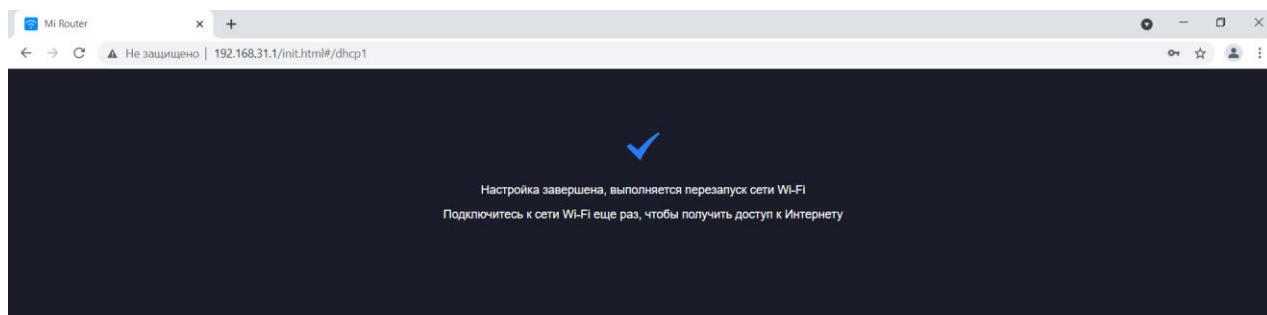 Mi Router
Не защищено | 192.168.31.1/init.html#/dhcp1
Настройка завершена, выполняется перезапуск сети Wi-Fi
Подключитесь к сети Wi-Fi еще раз, чтобы получить доступ к Интернету